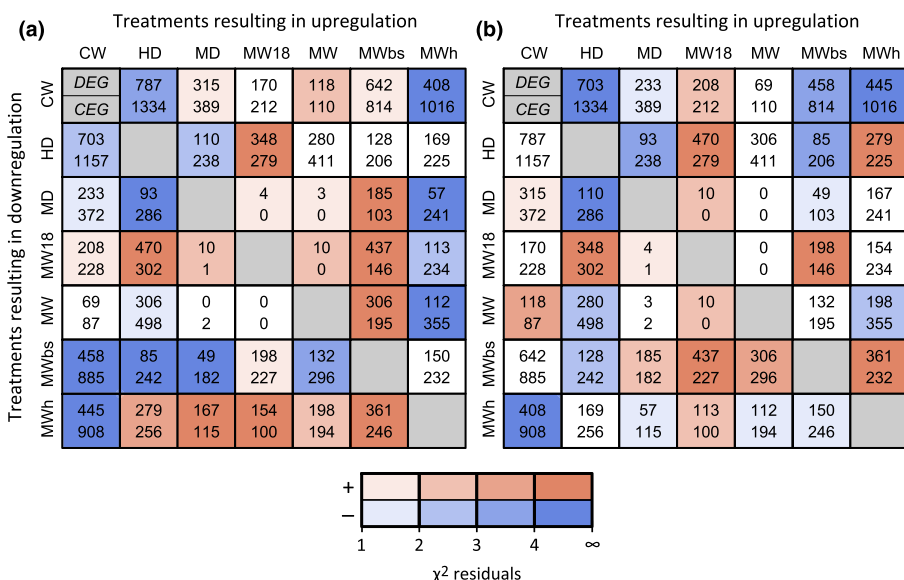 Treatments resulting in upregulation
Treatments resulting in upregulation
(a)
(b)
CW HD MD MW18 MW MWbs MWh
CW HD MD MW18 MW MWbs MWh
Treatments resulting in downregulation
CW
DEG 787 315 170 118 642 408
CEG 1334 389 212 110 814 1016
DEG 703 233 208 69 458 445
CEG 1334 389 212 110 814 1016
HD
703 110 348 280 128 169
1157 238 279 411 206 225
787 93 470 306 85 279
1157 238 279 411 206 225
MD
233 93 4 3 185 57
372 286 0 0 103 241
315 110 10 0 49 167
372 286 0 0 103 241
MW18
208 470 10 10 437 113
228 302 1 0 146 234
170 348 4 0 198 154
228 302 1 0 146 234
MW
69 306 0 0 306 112
87 498 2 0 195 355
118 280 3 10 132 198
87 498 2 0 195 355
MWbs
458 85 49 198 132 150
885 242 182 227 296 232
642 128 185 437 306 361
885 242 182 227 296 232
MWh
445 279 167 154 198 361
908 256 115 100 194 246
408 169 57 113 112 150
908 256 115 100 194 246
+
−
1 2 3 4 ∞
χ² residuals